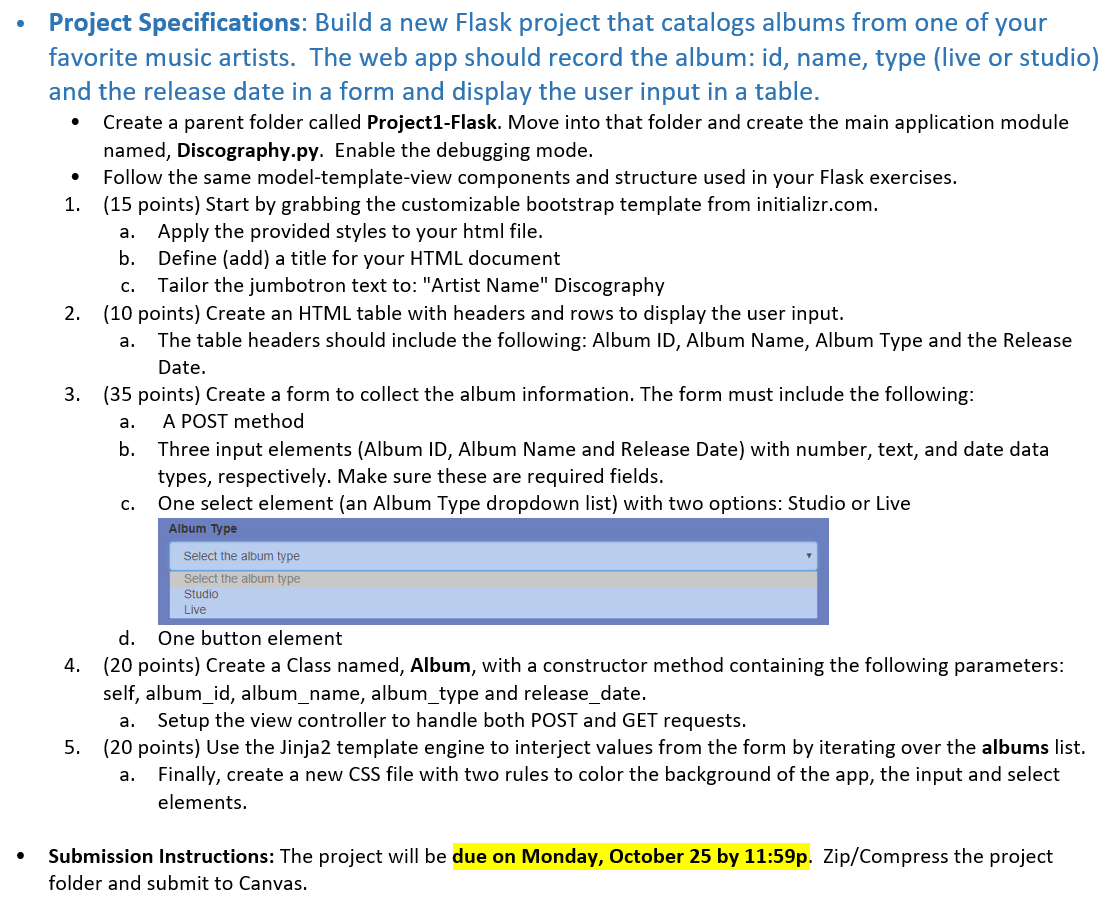 • Project Specifications: Build a new Flask project that catalogs albums from one of your
favorite music artists.  The web app should record the album: id, name, type (live or studio)
and the release date in a form and display the user input in a table.
• Create a parent folder called Project1-Flask. Move into that folder and create the main application module
named, Discography.py.  Enable the debugging mode.
• Follow the same model-template-view components and structure used in your Flask exercises.
1. (15 points) Start by grabbing the customizable bootstrap template from initializr.com.
a. Apply the provided styles to your html file.
b. Define (add) a title for your HTML document
c. Tailor the jumbotron text to: "Artist Name" Discography
2. (10 points) Create an HTML table with headers and rows to display the user input.
a. The table headers should include the following: Album ID, Album Name, Album Type and the Release
Date.
3. (35 points) Create a form to collect the album information. The form must include the following:
a. A POST method
b. Three input elements (Album ID, Album Name and Release Date) with number, text, and date data
types, respectively. Make sure these are required fields.
c. One select element (an Album Type dropdown list) with two options: Studio or Live
Album Type
Select the album type
Select the album type
Studio
Live
d. One button element
4. (20 points) Create a Class named, Album, with a constructor method containing the following parameters:
self, album_id, album_name, album_type and release_date.
a. Setup the view controller to handle both POST and GET requests.
5. (20 points) Use the Jinja2 template engine to interject values from the form by iterating over the albums list.
a. Finally, create a new CSS file with two rules to color the background of the app, the input and select
elements.
• Submission Instructions: The project will be due on Monday, October 25 by 11:59p.  Zip/Compress the project
folder and submit to Canvas.